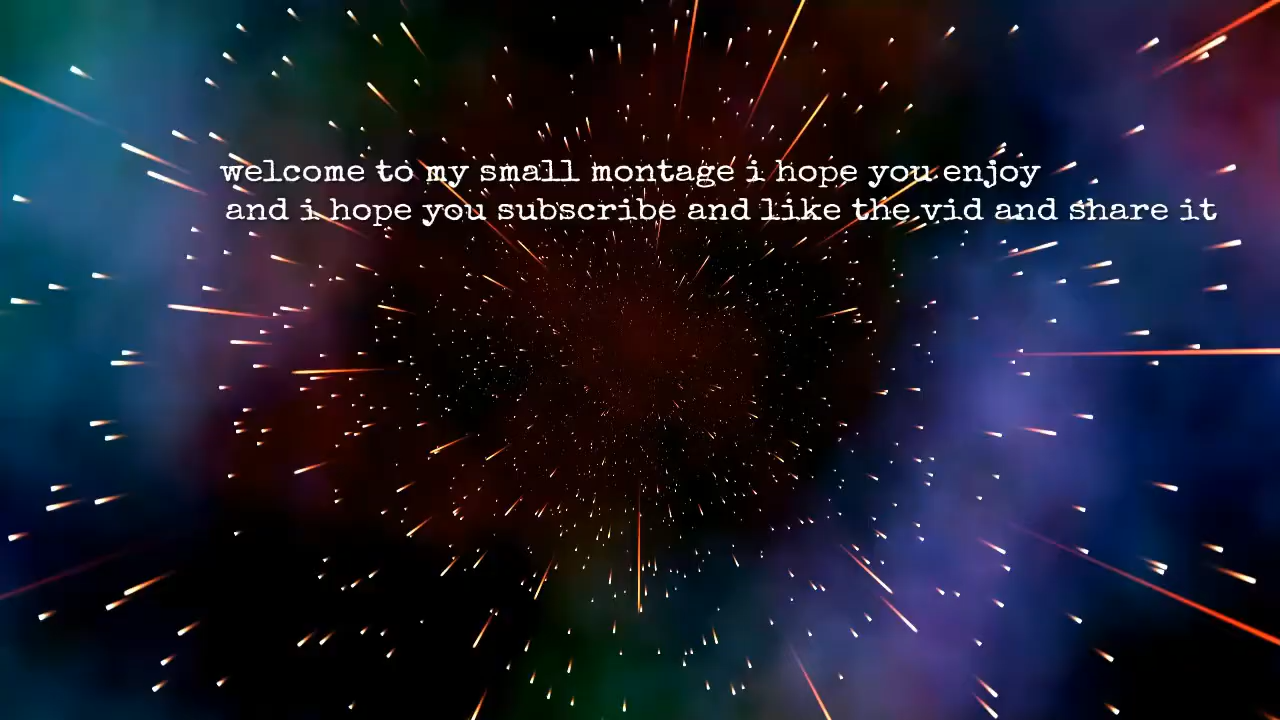 welcome to my small montage i hope you enjoy
and i hope you subscribe and like the vid and share it